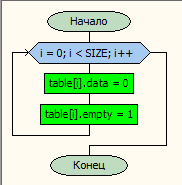 Начало
i = 0; i < SIZE; i++
table[i].data = 0
table[i].empty = 1
Конец